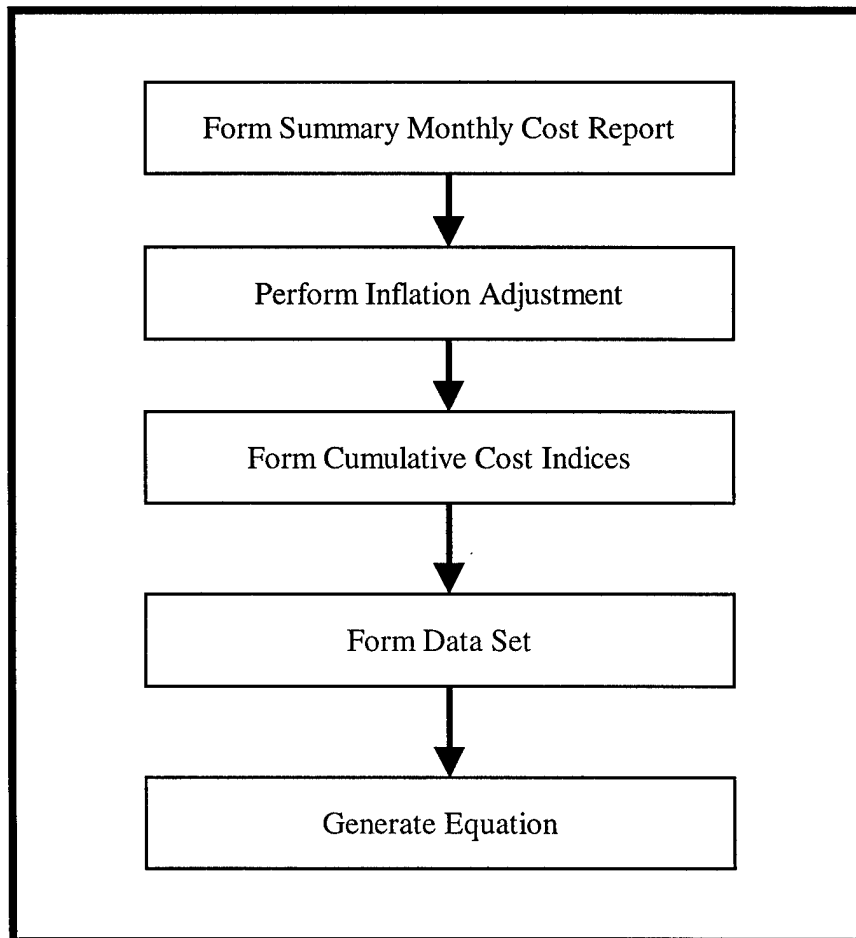 Form Summary Monthly Cost Report
Perform Inflation Adjustment
Form Cumulative Cost Indices
Form Data Set
Generate Equation